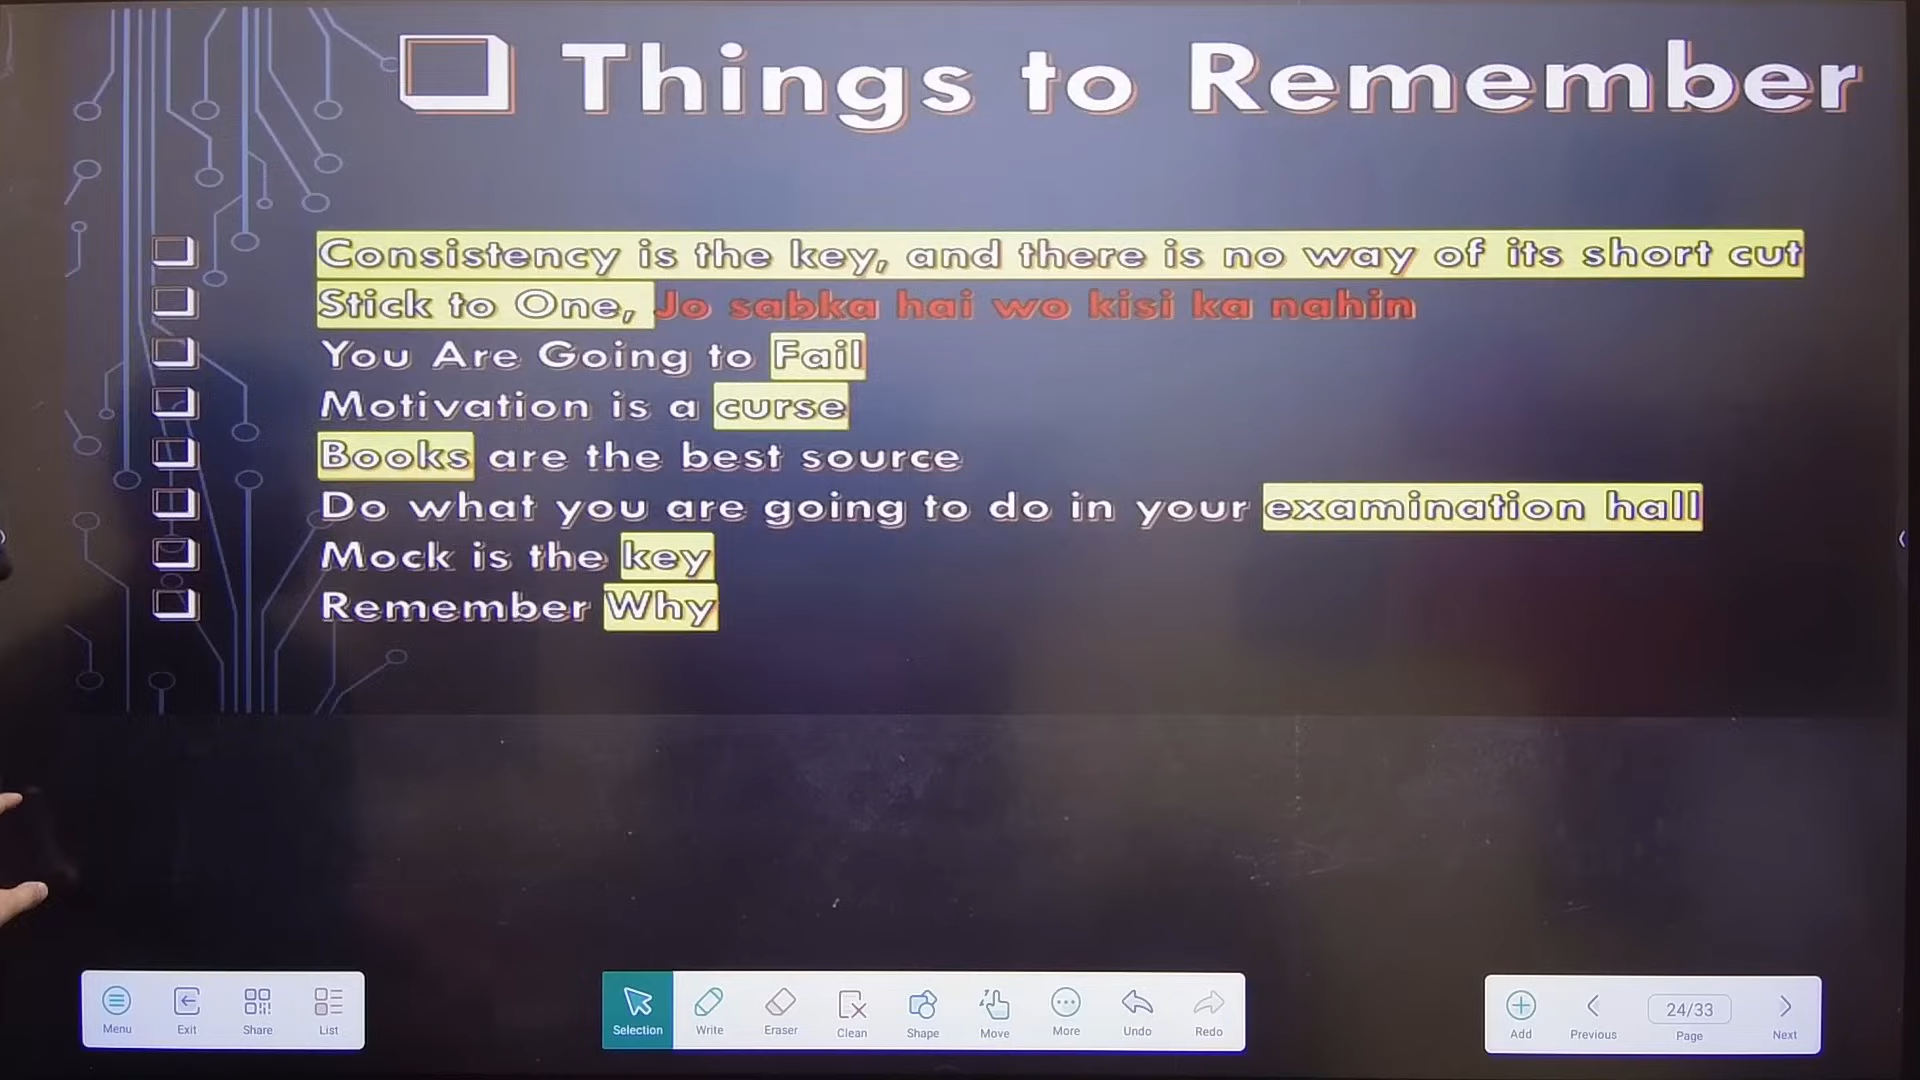 Things to Remember
Consistency is the key, and there is no way of its short cut
Stick to One, Jo sabka hai wo kisi ka nahin
You Are Going to Fail
Motivation is a curse
Books are the best source
Do what you are going to do in your examination hall
Mock is the key
Remember Why
Menu
Exit
Share
List
Selection
Write
Eraser
Clean
Shape
Move
More
Undo
Redo
Add
Previous
24/33
Page
Next